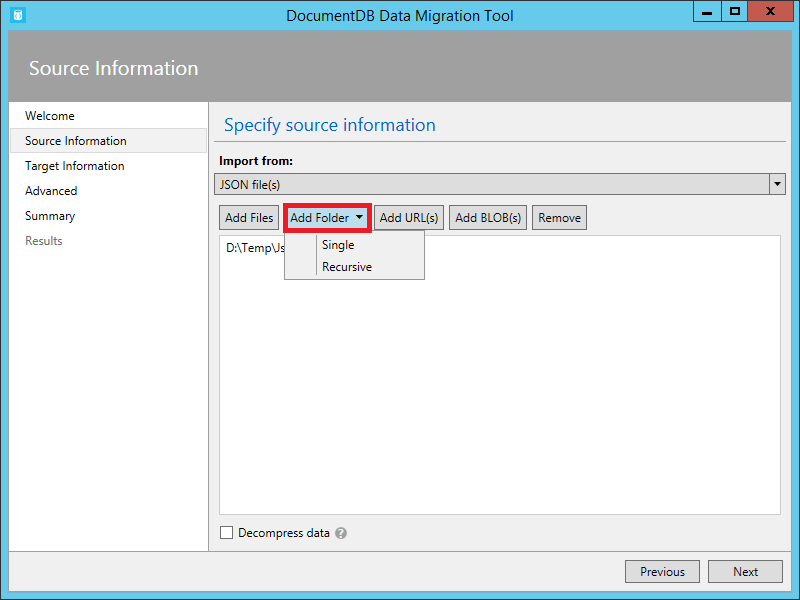 DocumentDB Data Migration Tool
Source Information
Welcome
Source Information
Target Information
Advanced
Summary
Results
Specify source information
Import from:
JSON file(s)
Add Files Add Folder Add URL(s) Add BLOB(s) Remove
Single
Recursive
D:\Temp\Js
Decompress data ?
Previous Next